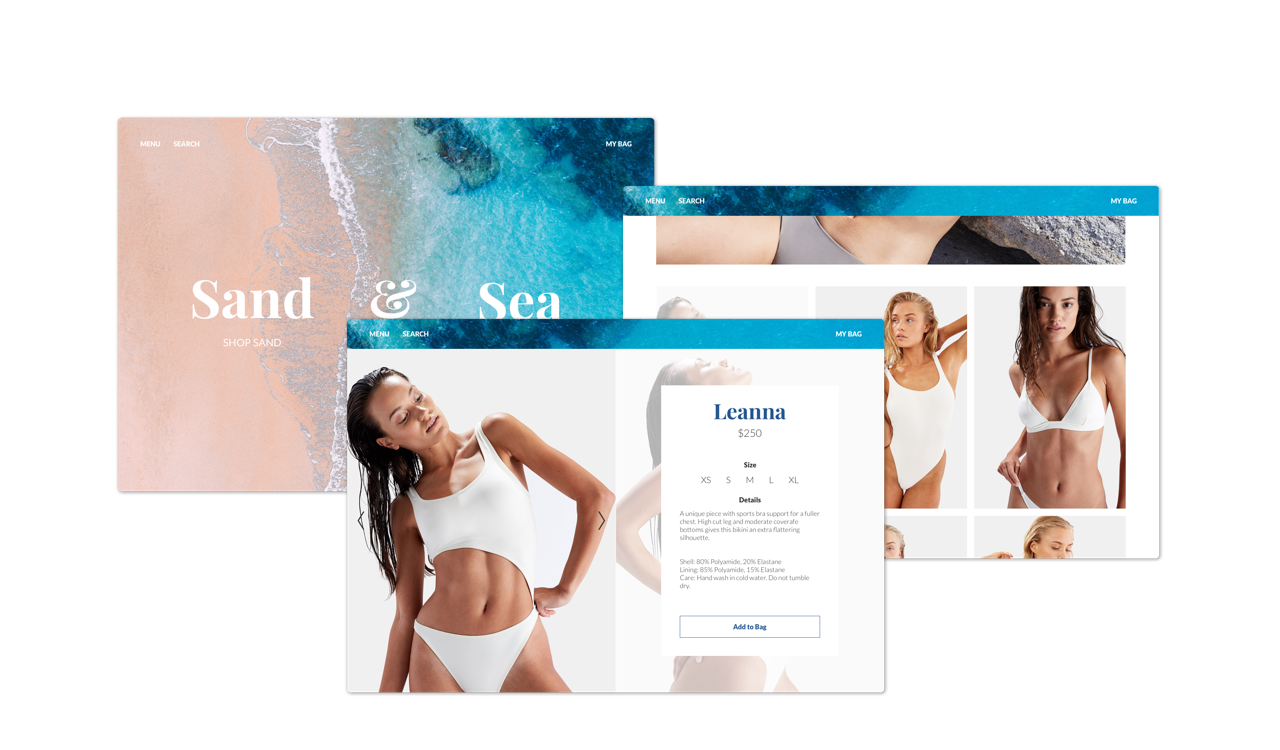 MENU SEARCH MY BAG
Sand & Sea
SHOP SAND
MENU SEARCH MY BAG
MENU SEARCH MY BAG
Leanna
$250
Size
XS S M L XL
Details
A unique piece with sports bra support for a fuller
chest. High cut leg and moderate coverafe
bottoms gives this bikini an extra flattering
silhouette.
Shell: 80% Polyamide, 20% Elastane
Lining: 85% Polyamide, 15% Elastane
Care: Hand wash in cold water. Do not tumble
dry.
Add to Bag